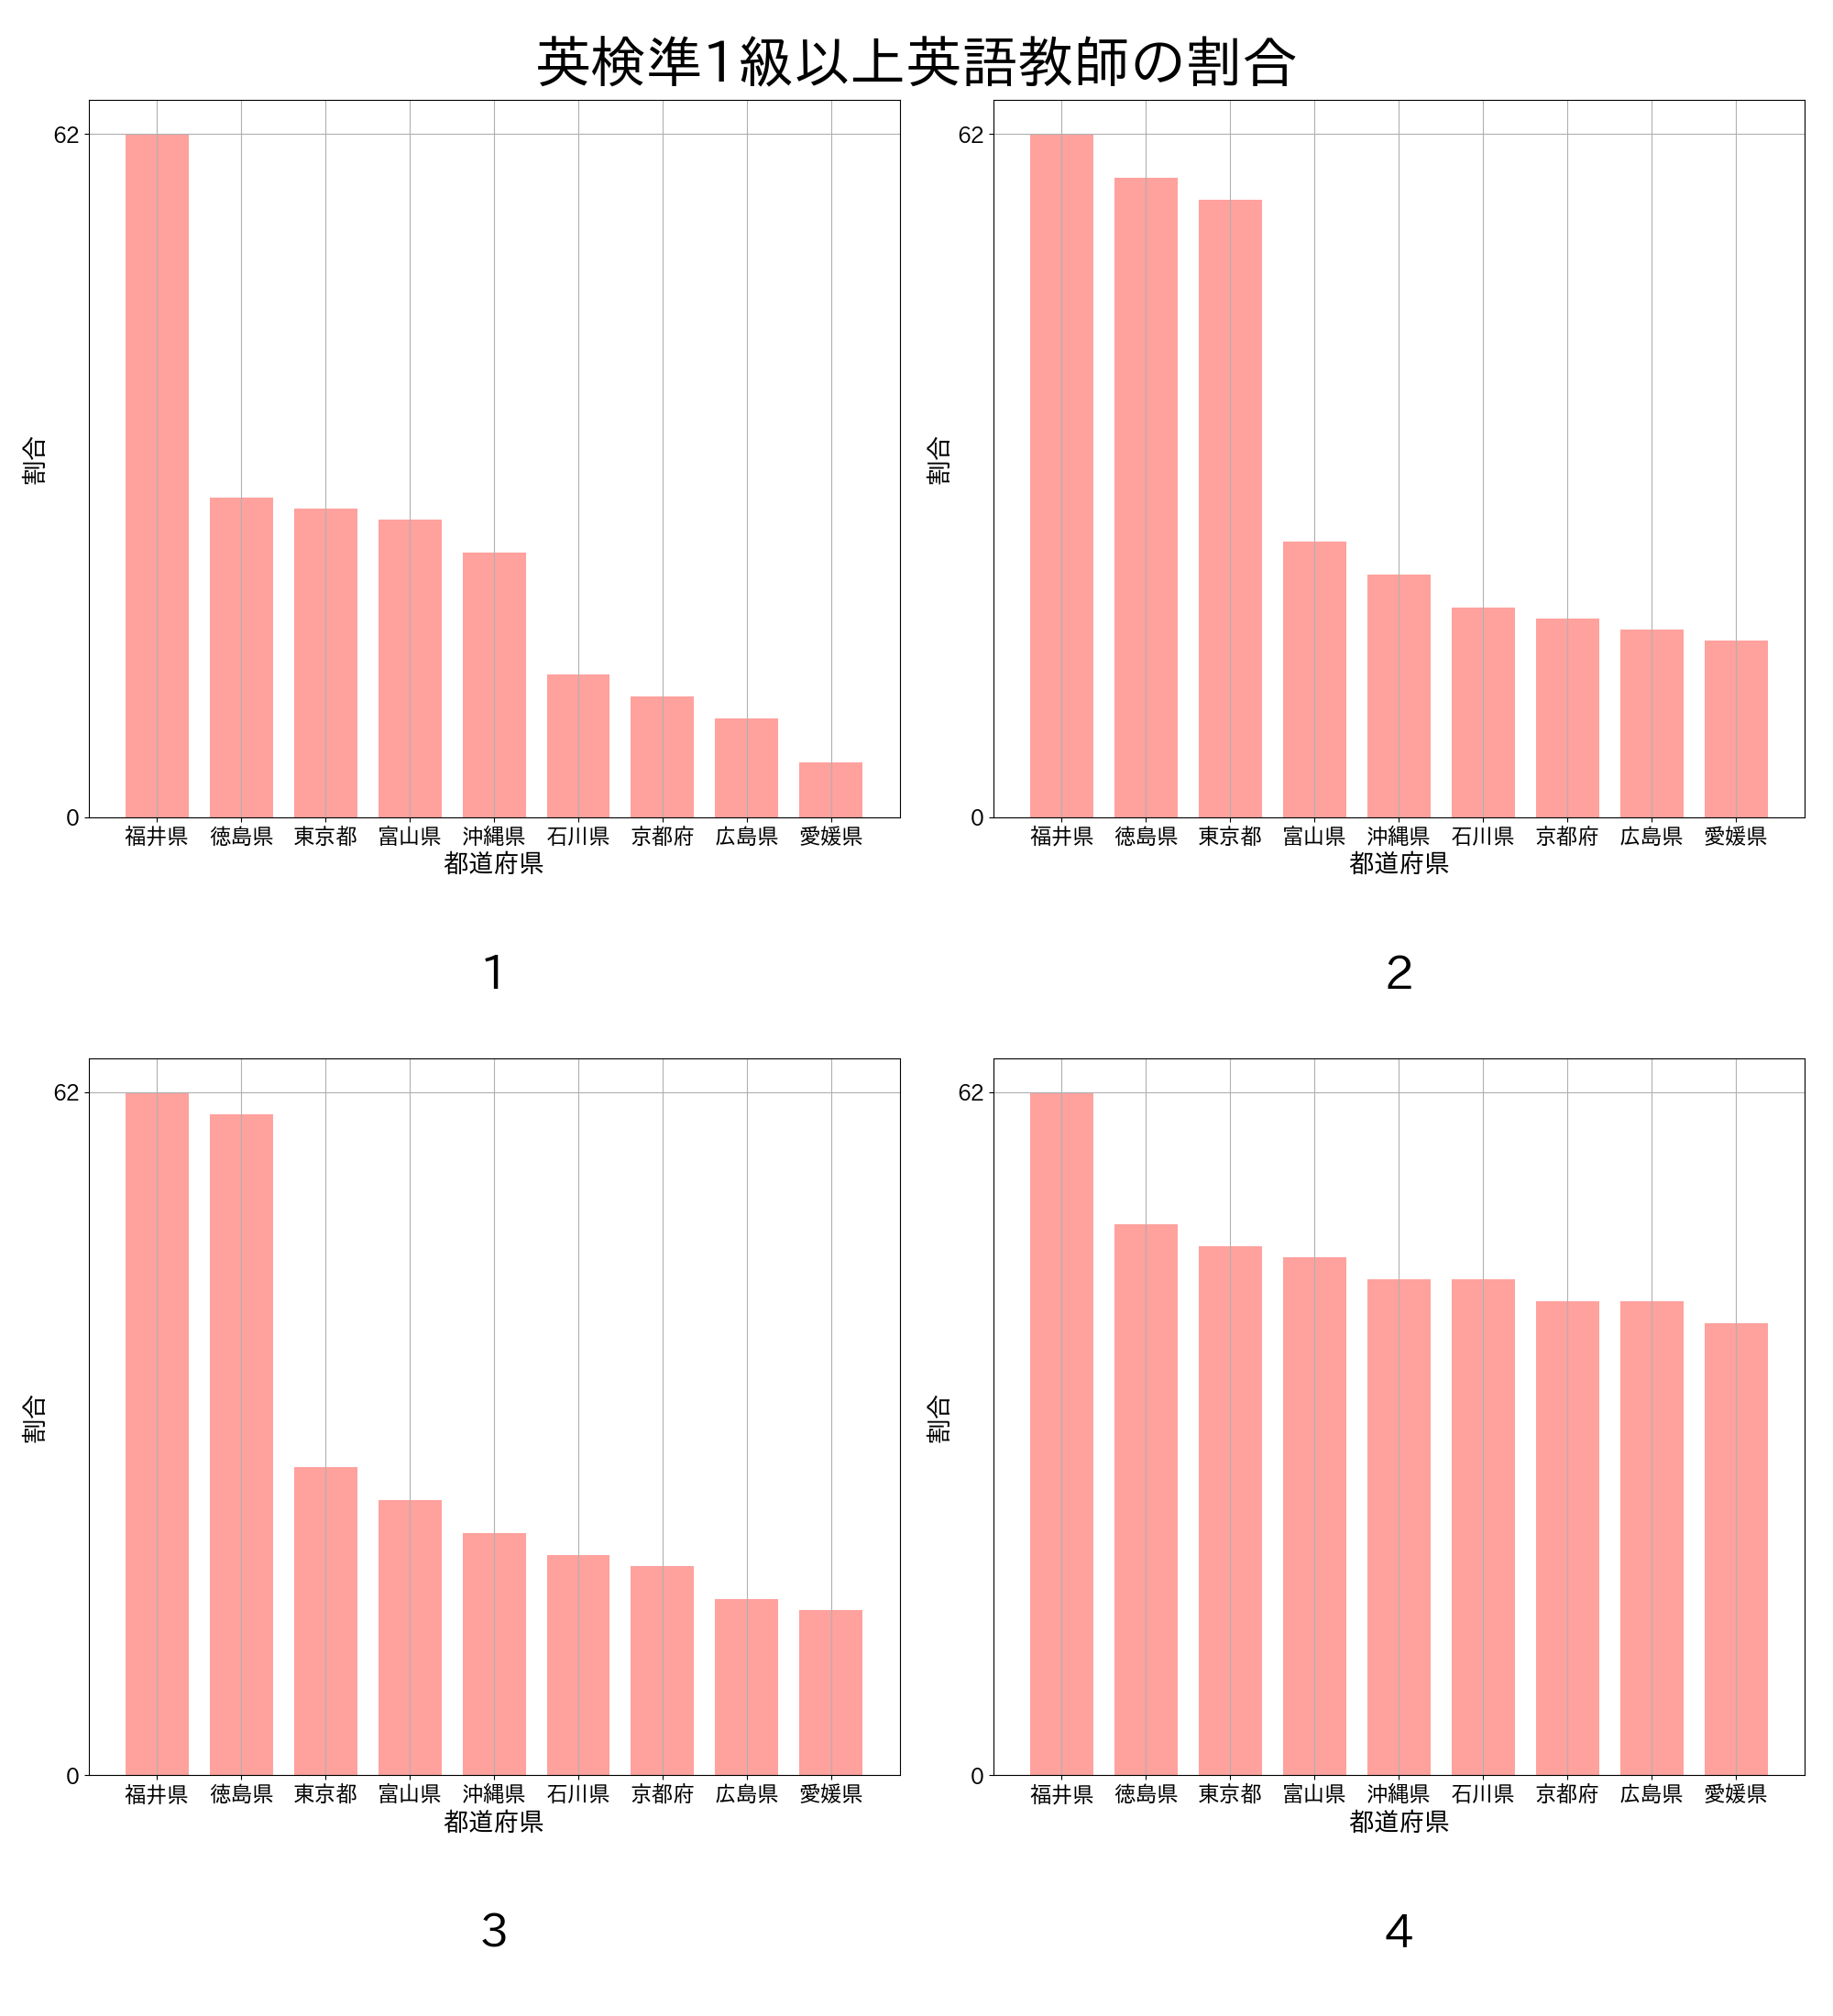 英検準1級以上英語教師の割合
62
割合
0
福井県 徳島県 東京都 富山県 沖縄県 石川県 京都府 広島県 愛媛県
都道府県
1
62
割合
0
福井県 徳島県 東京都 富山県 沖縄県 石川県 京都府 広島県 愛媛県
都道府県
2
62
割合
0
福井県 徳島県 東京都 富山県 沖縄県 石川県 京都府 広島県 愛媛県
都道府県
3
62
割合
0
福井県 徳島県 東京都 富山県 沖縄県 石川県 京都府 広島県 愛媛県
都道府県
4